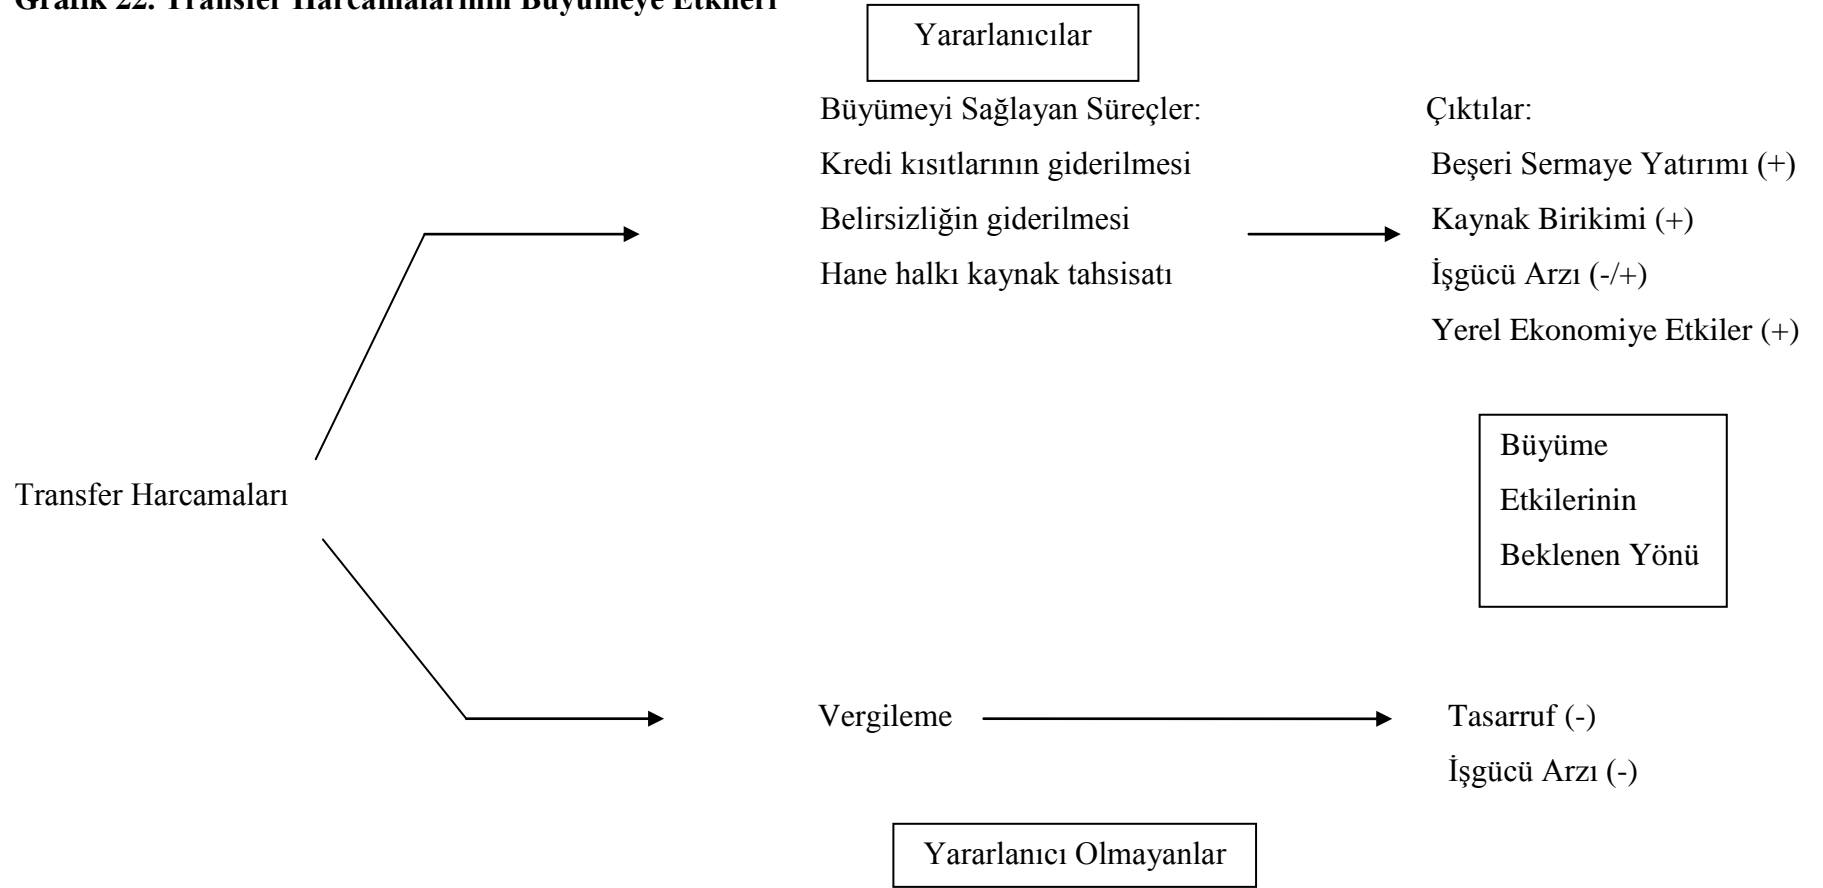 Grafik 22. Transfer Harcamalarının Büyümeye Etkileri
Yararlanıcılar
Büyümeyi Sağlayan Süreçler:
Kredi kısıtlarının giderilmesi
Belirsizliğin giderilmesi
Hane halkı kaynak tahsisatı
Çıktılar:
Beşeri Sermaye Yatırımı (+)
Kaynak Birikimi (+)
İşgücü Arzı (-/+)
Yerel Ekonomiye Etkiler (+)
Büyüme
Etkilerinin
Beklenen Yönü
Transfer Harcamaları
Vergileme
Tasarruf (-)
İşgücü Arzı (-)
Yararlanıcı Olmayanlar